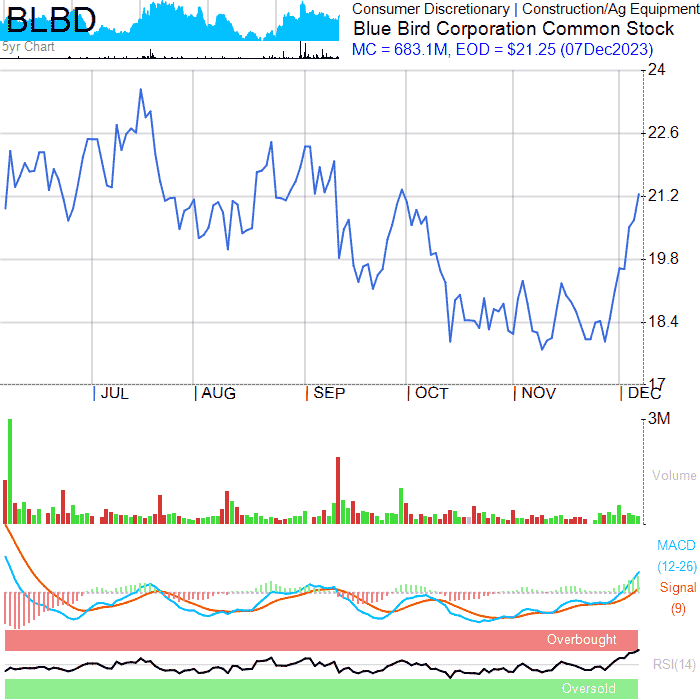 BLBD
5yr Chart
Consumer Discretionary | Construction/Ag Equipment
Blue Bird Corporation Common Stock
MC = 683.1M, EOD = $21.25 (07Dec2023)
24
22.6
21.2
19.8
18.4
17
JUL AUG SEP OCT NOV DEC
3M
Volume
MACD
(12-26)
Signal
(9)
Overbought
RSI(14)
Oversold